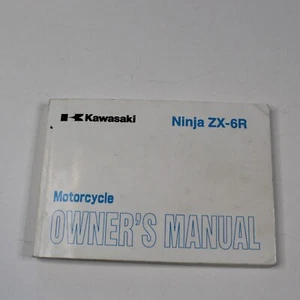 Kawasaki Ninja ZX-6R
Motorcycle
OWNER'S MANUAL